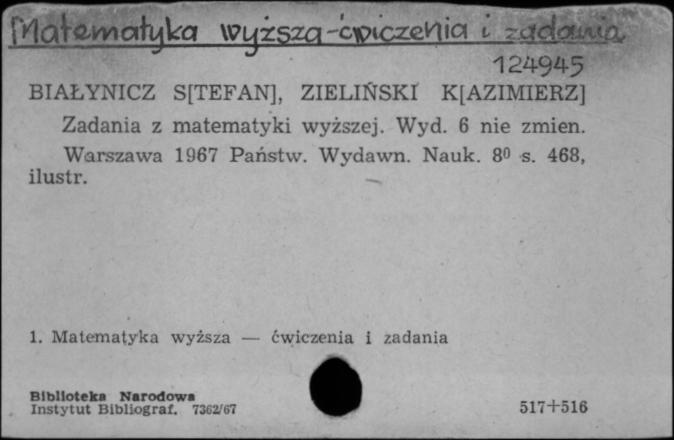 Matematyka wyższa-ćwiczenia i zadania
124945
BIAŁYNICZ S[TEFAN], ZIELIŃSKI K[AZIMIERZ]
Zadania z matematyki wyższej. Wyd. 6 nie zmien.
Warszawa 1967 Państw. Wydawn. Nauk. 8⁰ s. 468,
ilustr.
1. Matematyka wyższa — ćwiczenia i zadania
Biblioteka Narodowa
Instytut Bibliograf. 7362/67
517+516